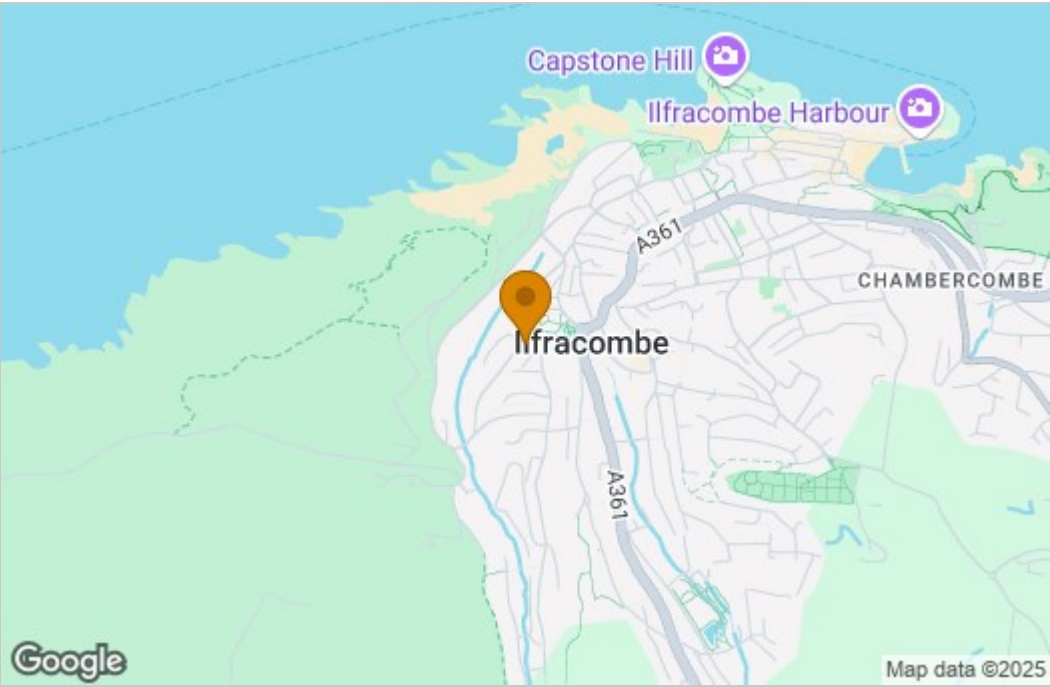 Capstone Hill
Ilfracombe Harbour
A361
CHAMBERCOMBE
Ilfracombe
A361
Google
Map data ©2025